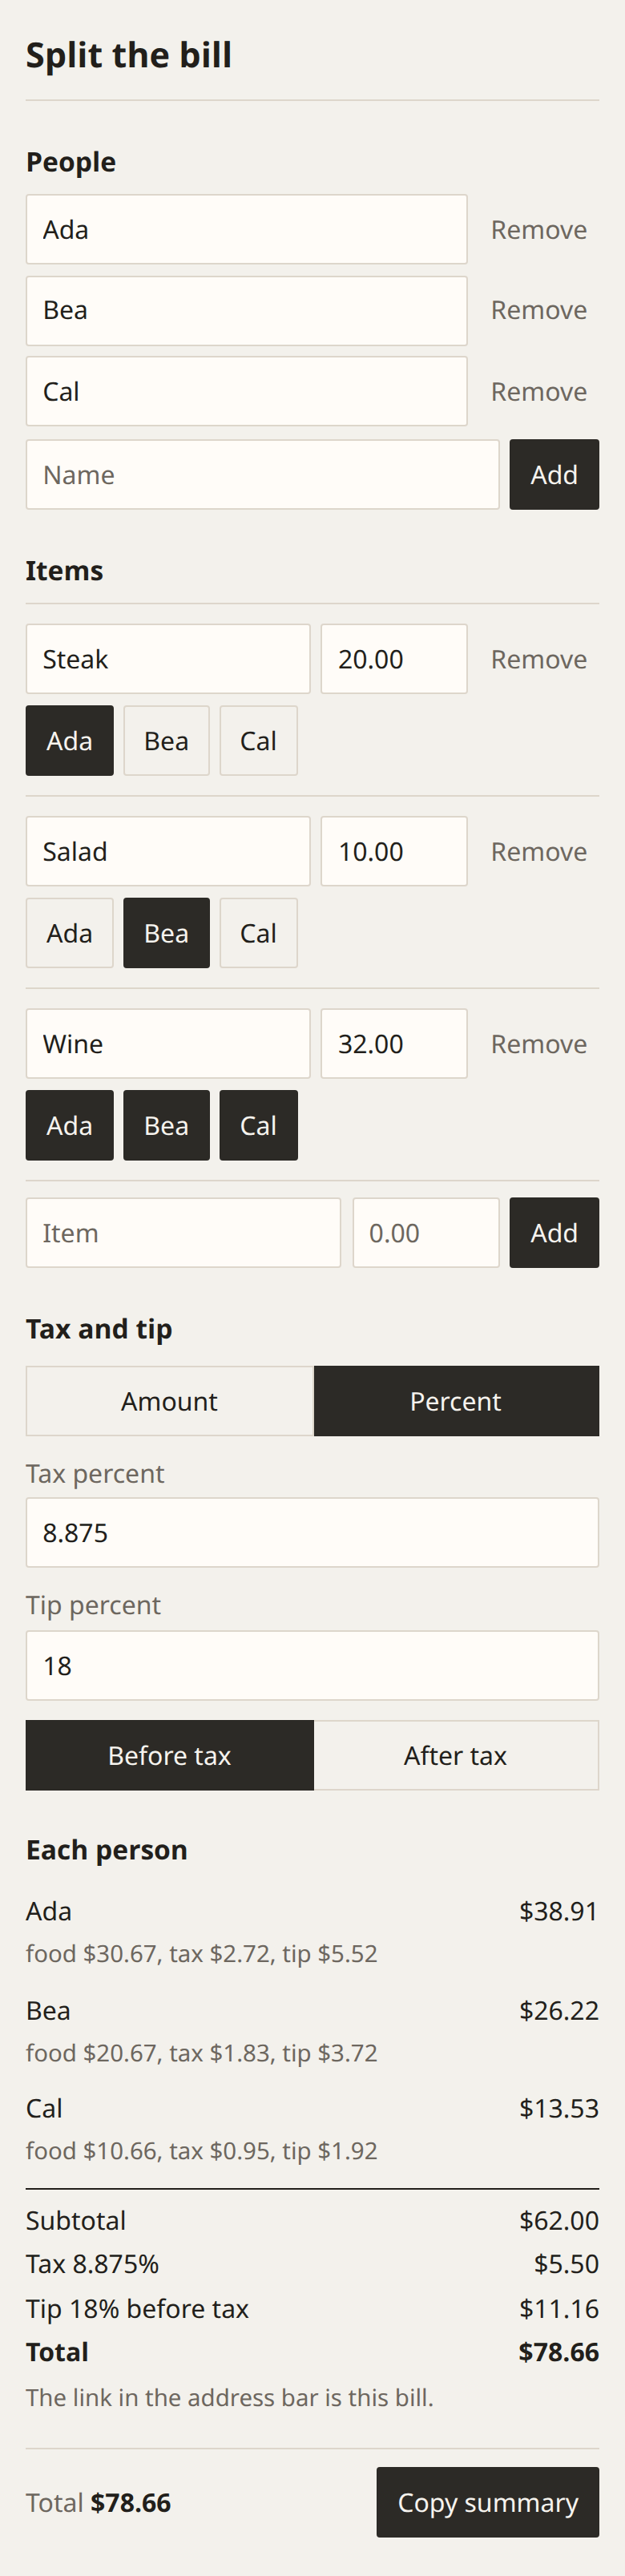 Split the bill
People
Ada Remove
Bea Remove
Cal Remove
Name Add
Items
Steak 20.00 Remove
Ada Bea Cal
Salad 10.00 Remove
Ada Bea Cal
Wine 32.00 Remove
Ada Bea Cal
Item 0.00 Add
Tax and tip
Amount Percent
Tax percent
8.875
Tip percent
18
Before tax After tax
Each person
Ada $38.91
food $30.67, tax $2.72, tip $5.52
Bea $26.22
food $20.67, tax $1.83, tip $3.72
Cal $13.53
food $10.66, tax $0.95, tip $1.92
Subtotal $62.00
Tax 8.875% $5.50
Tip 18% before tax $11.16
Total $78.66
The link in the address bar is this bill.
Total $78.66 Copy summary